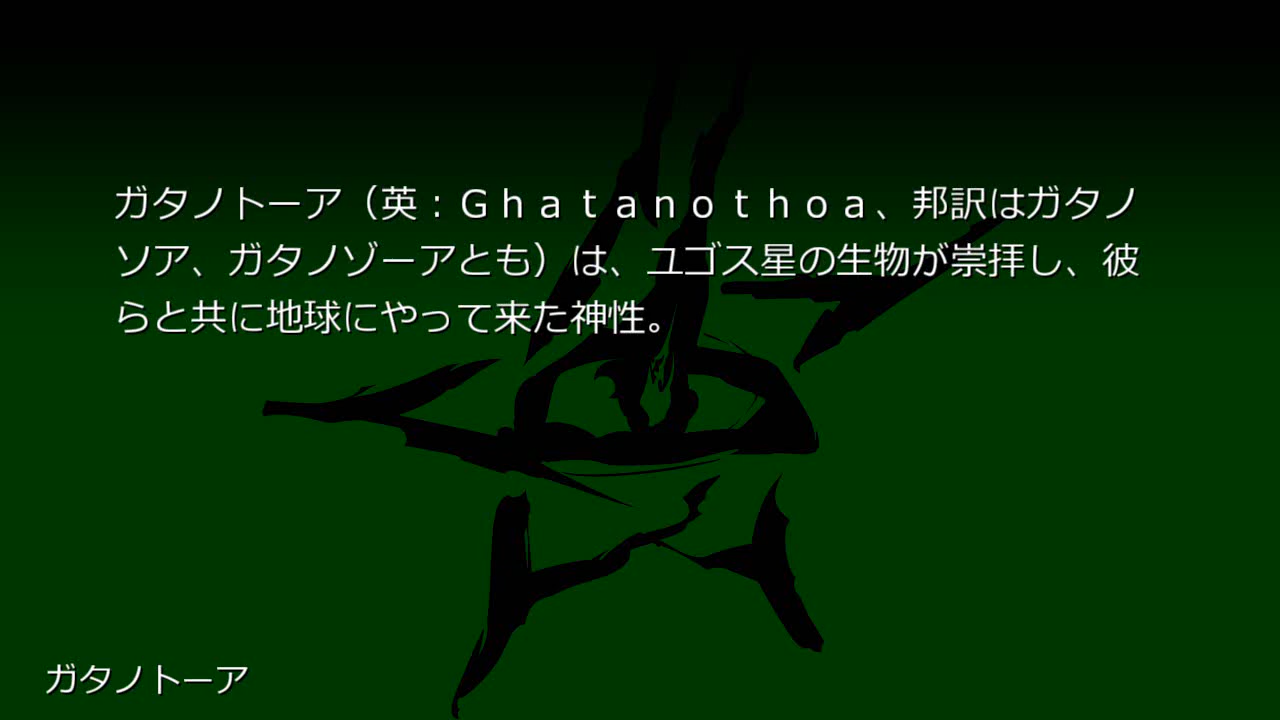 ガタノトーア（英：Ｇｈａｔａｎｏｔｈｏａ、邦訳はガタノ
ソア、ガタノゾーアとも）は、ユゴス星の生物が崇拝し、彼
らと共に地球にやって来た神性。
ガタノトーア